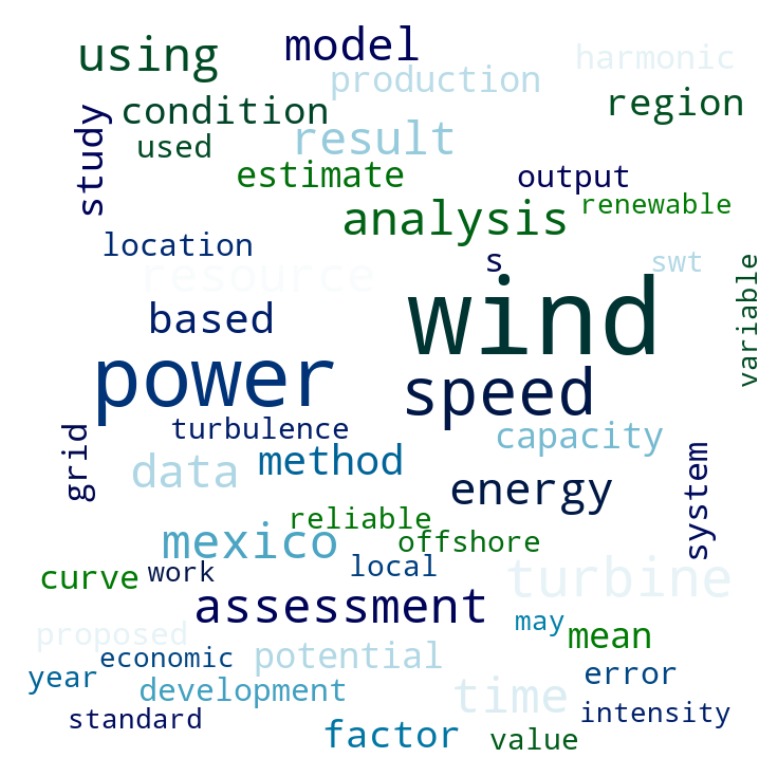 using
model
production
harmonic
study
condition
region
used
result
estimate
output
analysis
renewable
location
s
swt
resource
variable
based
wind
power
speed
grid
turbulence
capacity
data
method
system
energy
reliable
mexico
offshore
curve
work
local
turbine
assessment
may
proposed
mean
economic
potential
year
error
development
time
standard
intensity
factor
value